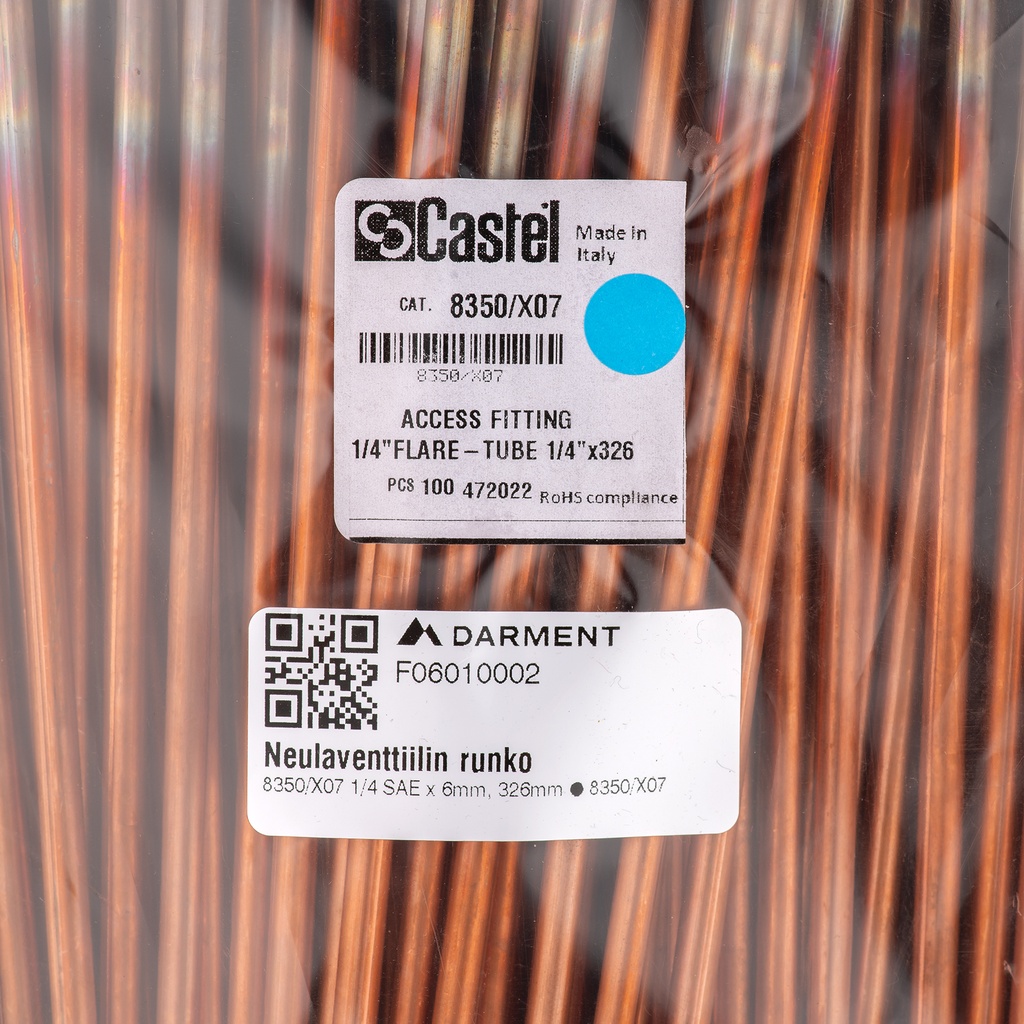 Castel Made in
Italy
CAT. 8350/X07
8350/X07
ACCESS FITTING
1/4"FLARE – TUBE 1/4"x326
PCS 100 472022 RoHS compliance
DARMENT
F06010002
Neulaventtiilin runko
8350/X07 1/4 SAE x 6mm, 326mm ● 8350/X07